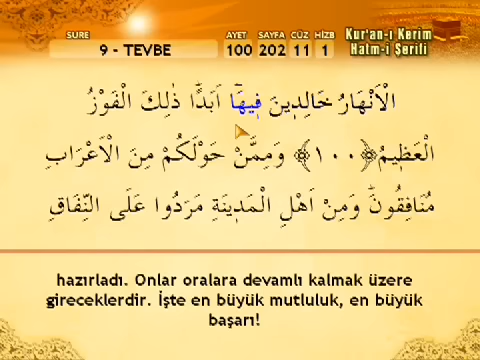 SURE AYET SAYFA CÜZ HİZB
9 - TEVBE 100 202 11 1
Kur'an-ı Kerim
Hatm-i Şerifi
الْاَنْهَارُ خَالِدٖينَ فٖيهَٓا اَبَدًاؕ ذٰلِكَ الْفَوْزُ
الْعَظٖيمُ ﴿١٠٠﴾ وَمِمَّنْ حَوْلَكُمْ مِنَ الْاَعْرَابِ
مُنَافِقُونَؕ وَمِنْ اَهْلِ الْمَدٖينَةِ مَرَدُوا عَلَى النِّفَاقِ
hazırladı. Onlar oralara devamlı kalmak üzere
gireceklerdir. İşte en büyük mutluluk, en büyük
başarı!